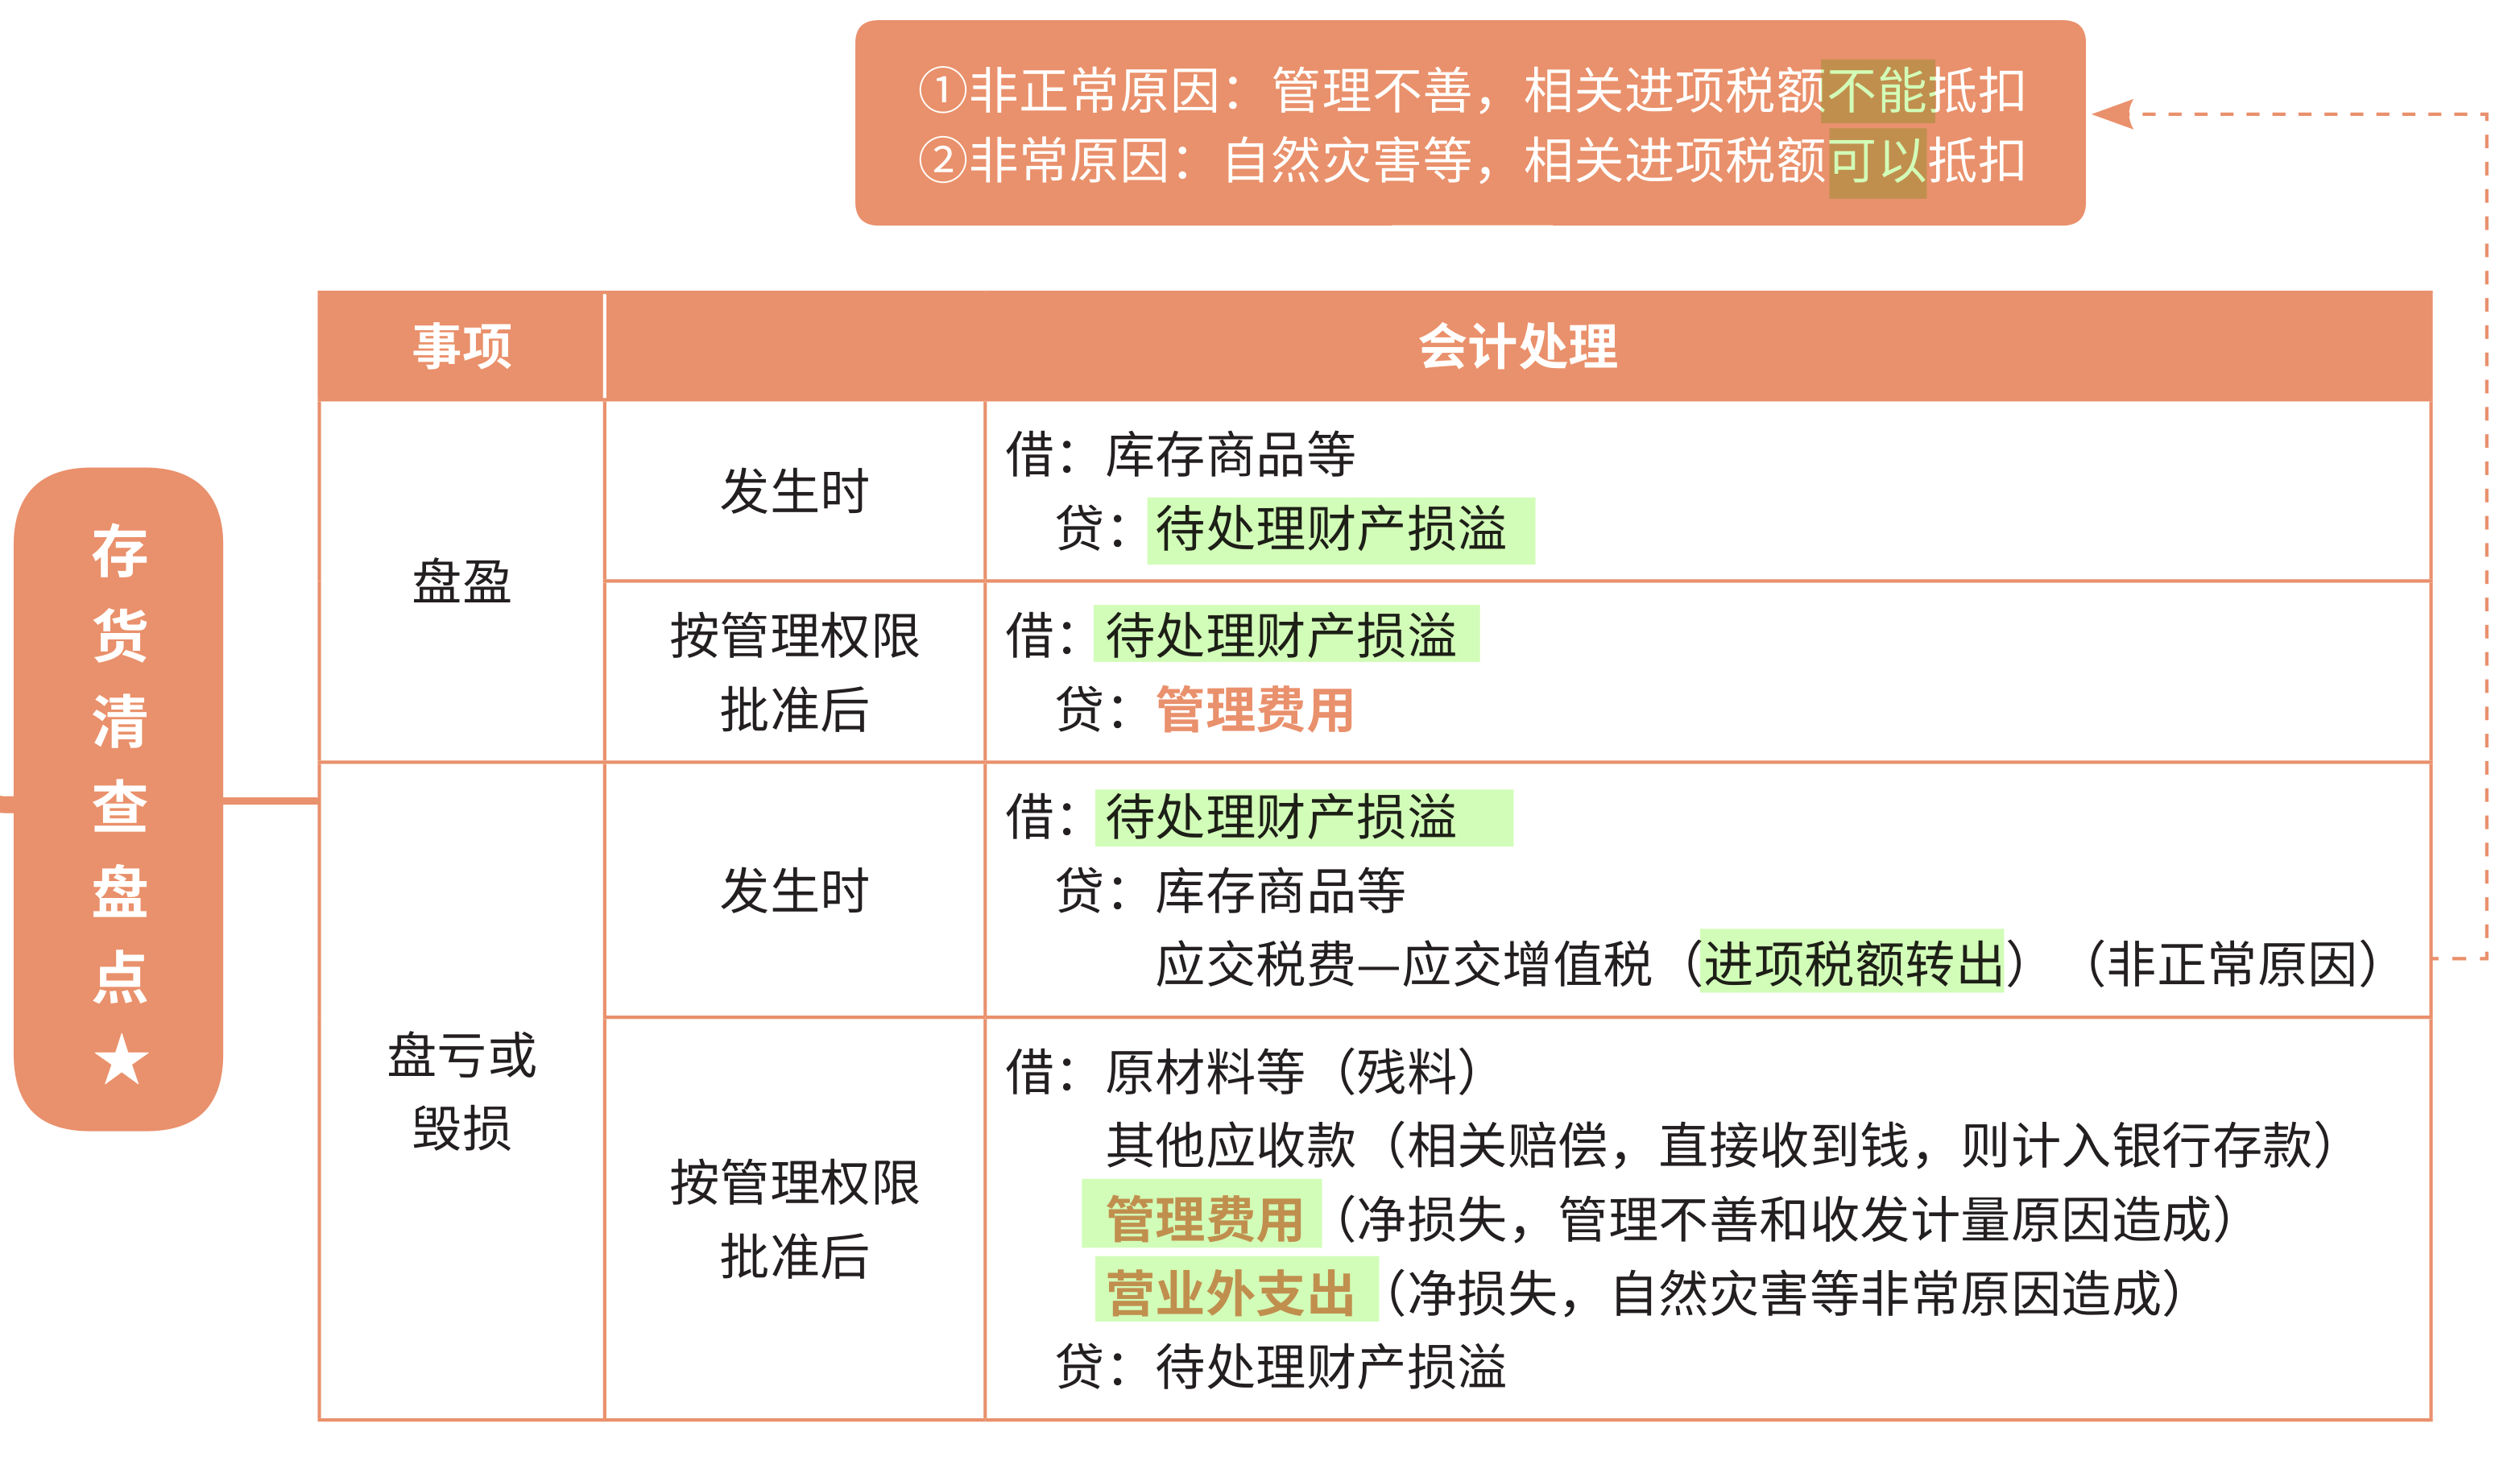 ①非正常原因：管理不善，相关进项税额不能抵扣
②非常原因：自然灾害等，相关进项税额可以抵扣
存货清查盘点★
事项
会计处理
盘盈
发生时
借：库存商品等
贷：待处理财产损溢
按管理权限
批准后
借：待处理财产损溢
贷：管理费用
盘亏或
毁损
发生时
借：待处理财产损溢
贷：库存商品等
应交税费—应交增值税（进项税额转出）（非正常原因）
按管理权限
批准后
借：原材料等（残料）
其他应收款（相关赔偿，直接收到钱，则计入银行存款）
管理费用（净损失，管理不善和收发计量原因造成）
营业外支出（净损失，自然灾害等非常原因造成）
贷：待处理财产损溢